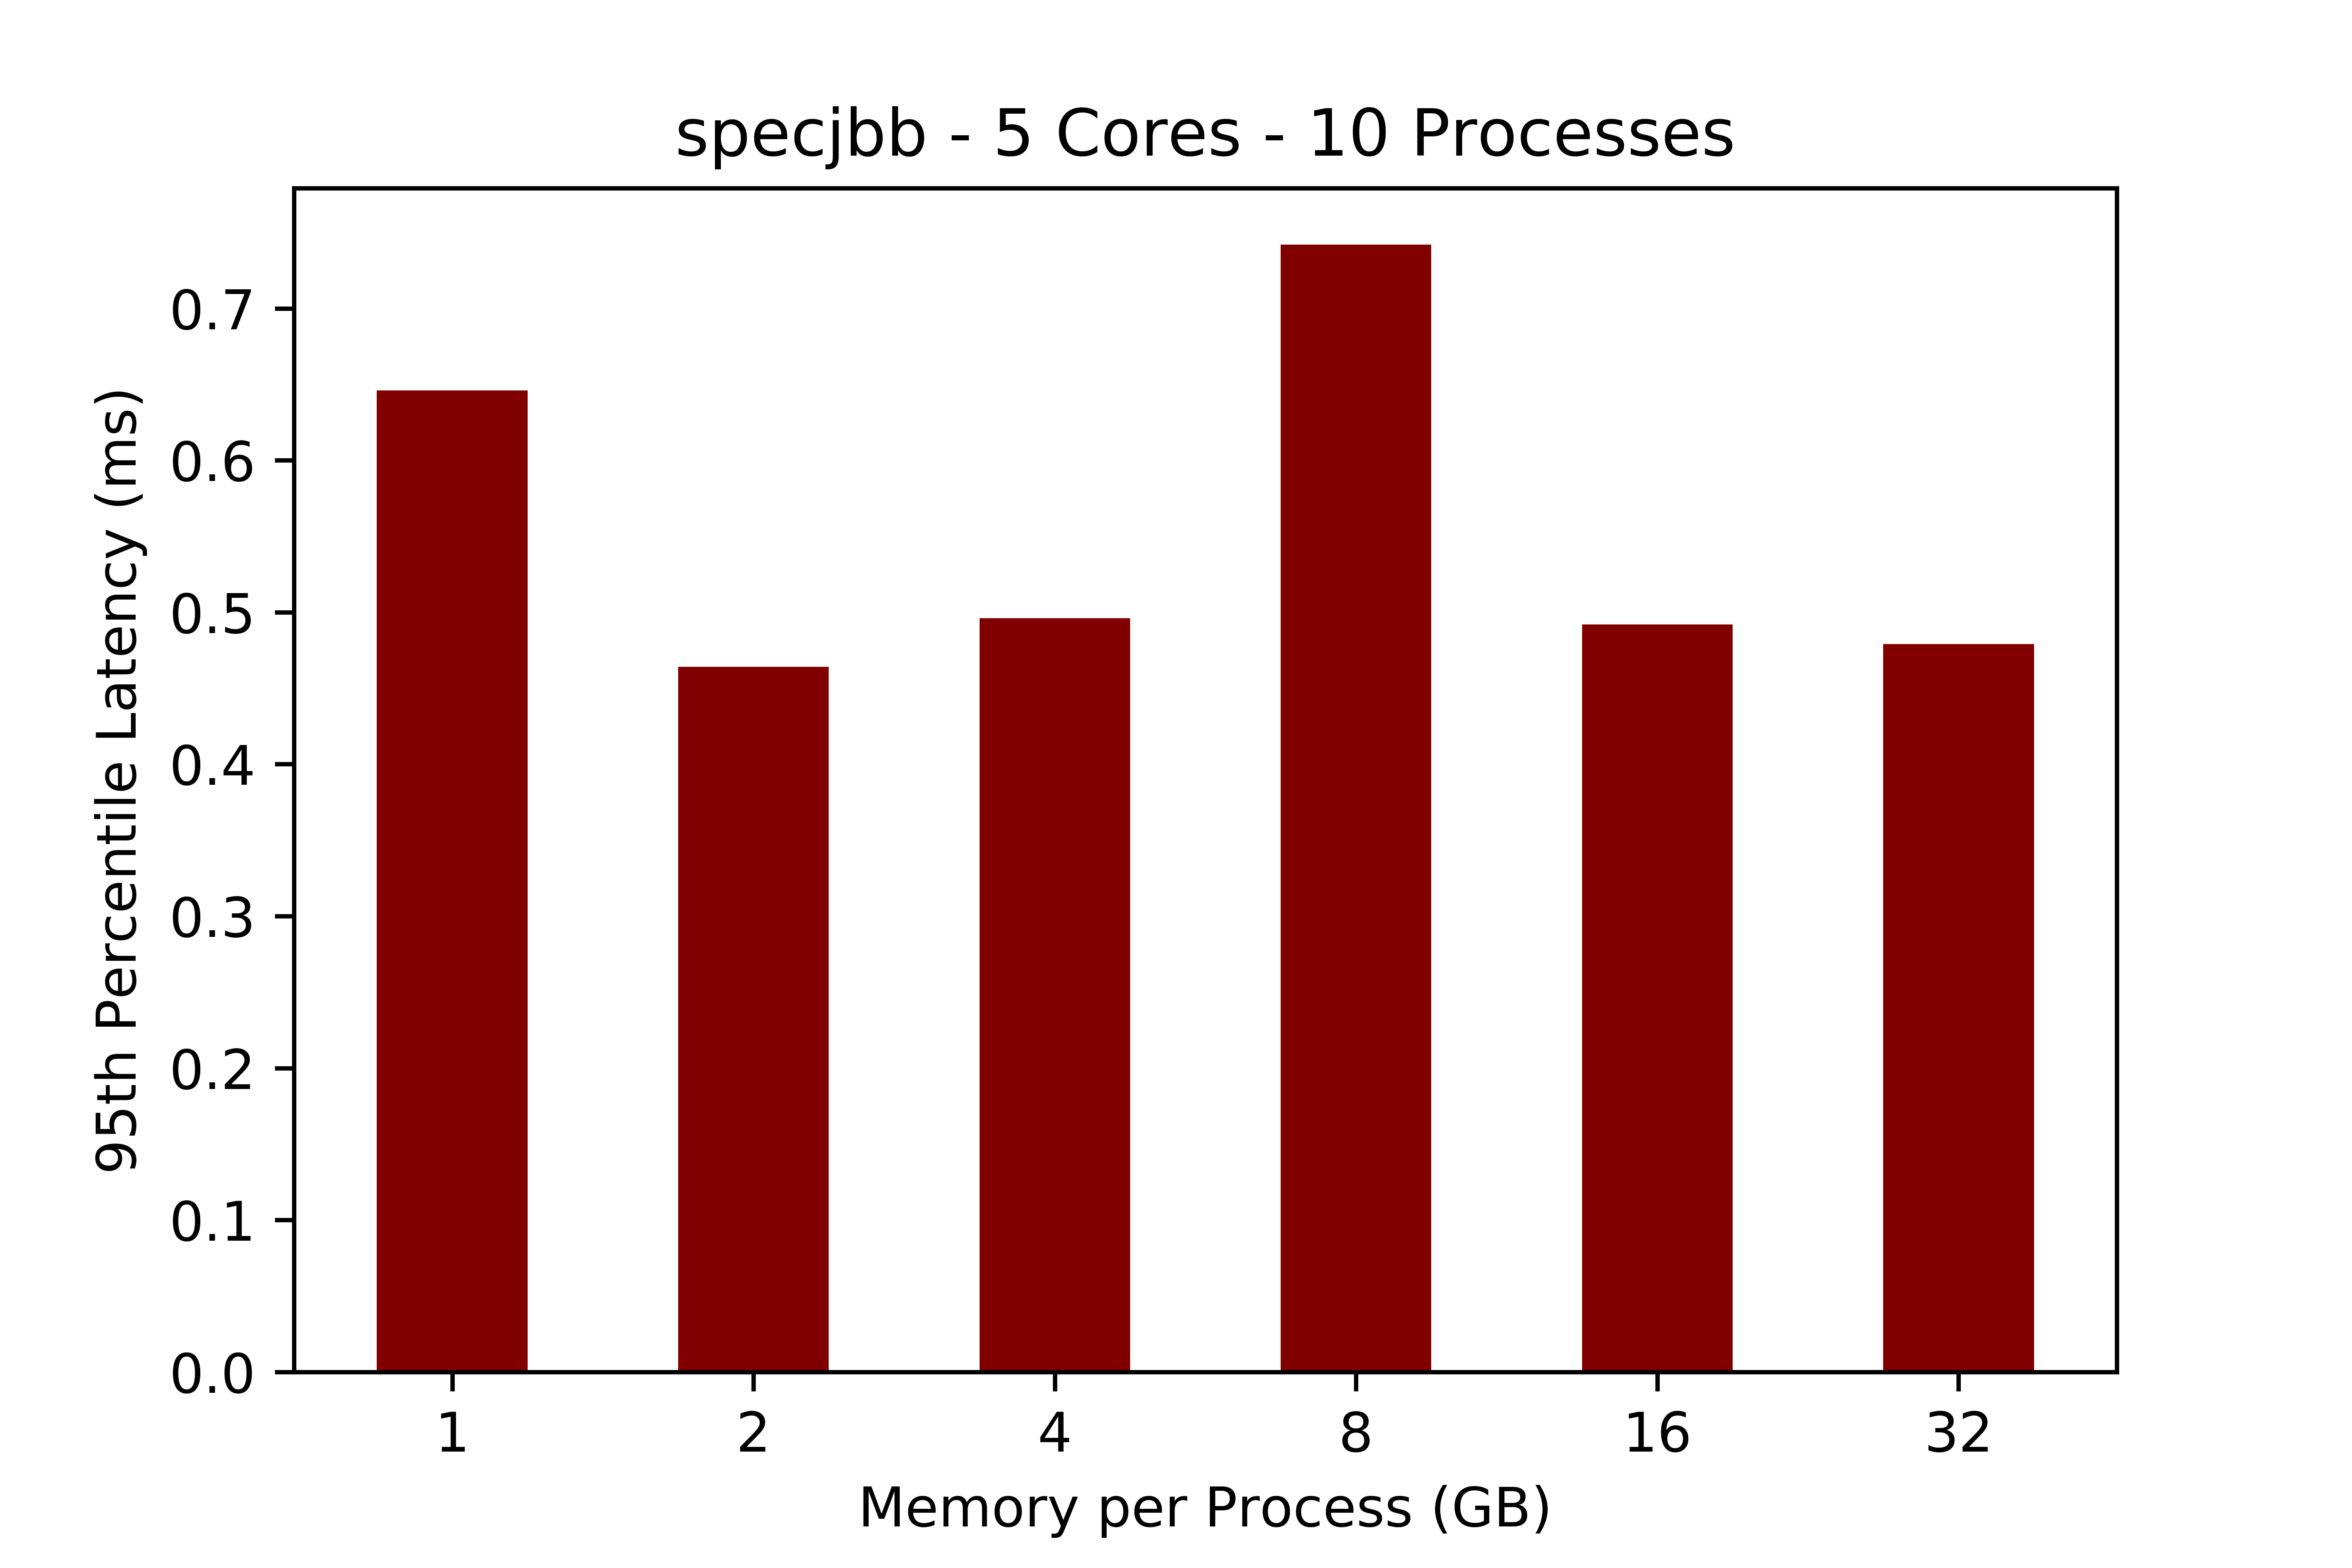 specjbb - 5 Cores - 10 Processes
95th Percentile Latency (ms)
0.7
0.6
0.5
0.4
0.3
0.2
0.1
0.0
1 2 4 8 16 32
Memory per Process (GB)